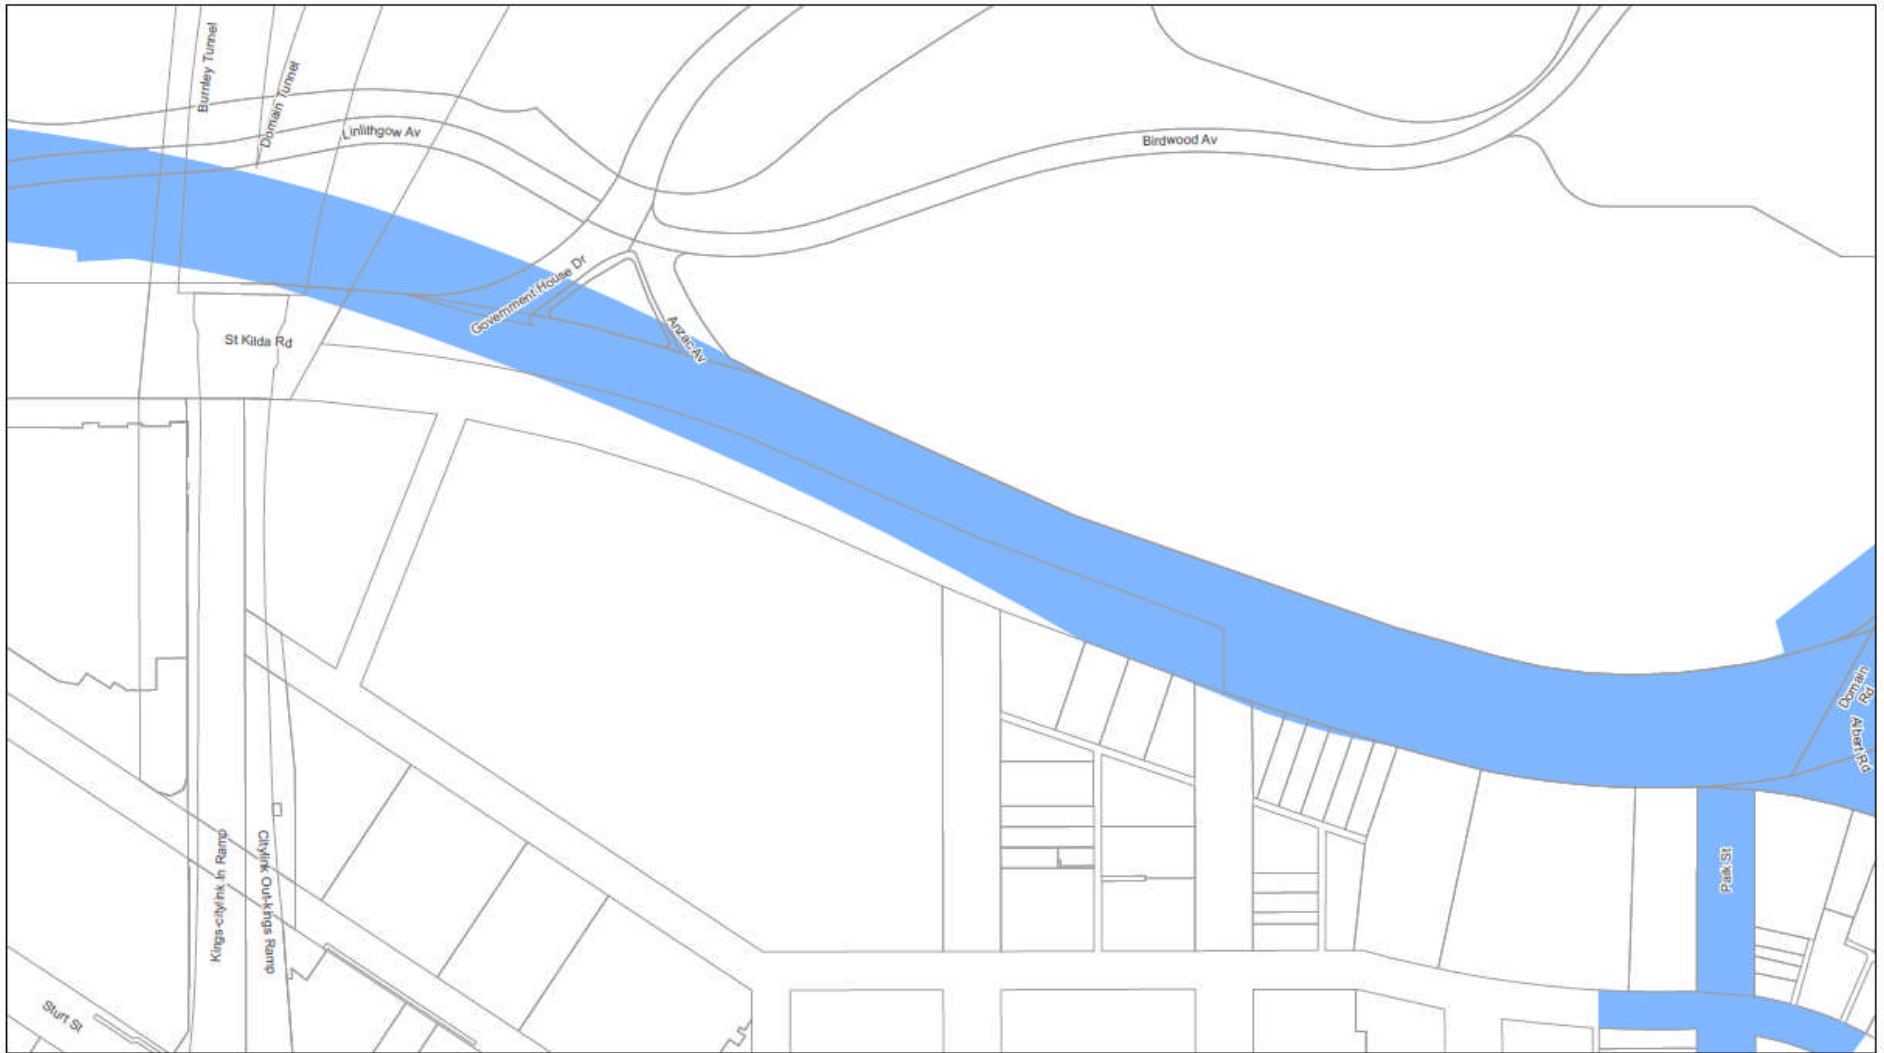 Burnley Tunnel
Domain Tunnel
Linlithgow Av
Birdwood Av
Government House Dr
Anzac Av
St Kilda Rd
Domain
Rd
Albert Rd
Park St
Kings-citylink In Ramp
Citylink Out-kings Ramp
Sturt St